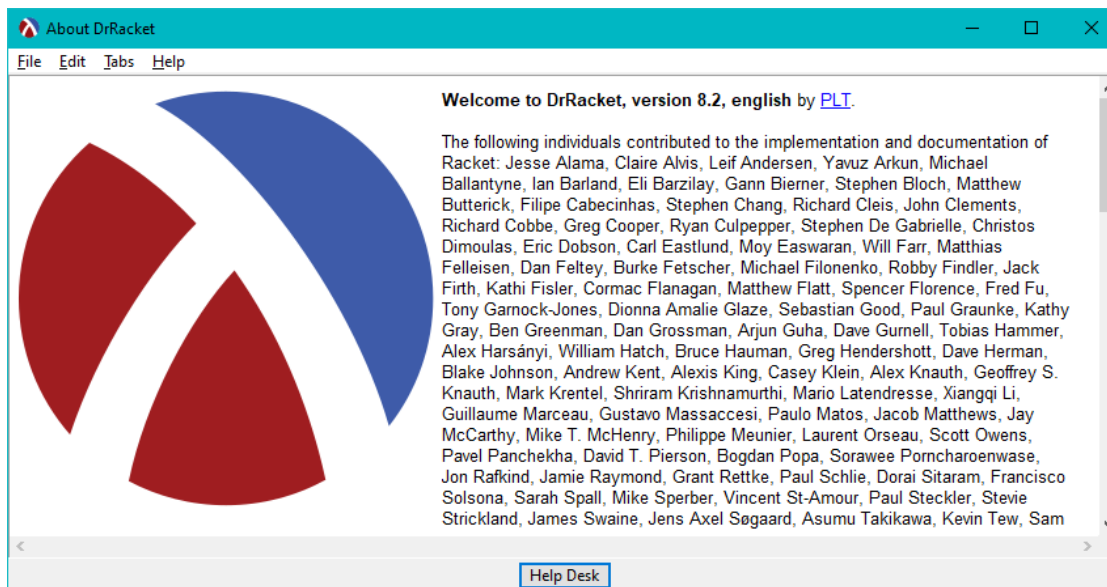 About DrRacket
File Edit Tabs Help
Welcome to DrRacket, version 8.2, english by PLT.
The following individuals contributed to the implementation and documentation of
Racket: Jesse Alama, Claire Alvis, Leif Andersen, Yavuz Arkun, Michael
Ballantyne, Ian Barland, Eli Barzilay, Gann Bierner, Stephen Bloch, Matthew
Butterick, Filipe Cabecinhas, Stephen Chang, Richard Cleis, John Clements,
Richard Cobbe, Greg Cooper, Ryan Culpepper, Stephen De Gabrielle, Christos
Dimoulas, Eric Dobson, Carl Eastlund, Moy Easwaran, Will Farr, Matthias
Felleisen, Dan Feltey, Burke Fetscher, Michael Filonenko, Robby Findler, Jack
Firth, Kathi Fisler, Cormac Flanagan, Matthew Flatt, Spencer Florence, Fred Fu,
Tony Garnock-Jones, Dionna Amalie Glaze, Sebastian Good, Paul Graunke, Kathy
Gray, Ben Greenman, Dan Grossman, Arjun Guha, Dave Gurnell, Tobias Hammer,
Alex Harsányi, William Hatch, Bruce Hauman, Greg Hendershott, Dave Herman,
Blake Johnson, Andrew Kent, Alexis King, Casey Klein, Alex Knauth, Geoffrey S.
Knauth, Mark Krentel, Shriram Krishnamurthi, Mario Latendresse, Xiangqi Li,
Guillaume Marceau, Gustavo Massaccesi, Paulo Matos, Jacob Matthews, Jay
McCarthy, Mike T. McHenry, Philippe Meunier, Laurent Orseau, Scott Owens,
Pavel Panchekha, David T. Pierson, Bogdan Popa, Sorawee Porncharoenwase,
Jon Rafkind, Jamie Raymond, Grant Rettke, Paul Schlie, Dorai Sitaram, Francisco
Solsona, Sarah Spall, Mike Sperber, Vincent St-Amour, Paul Steckler, Stevie
Strickland, James Swaine, Jens Axel Søgaard, Asumu Takikawa, Kevin Tew, Sam
Help Desk